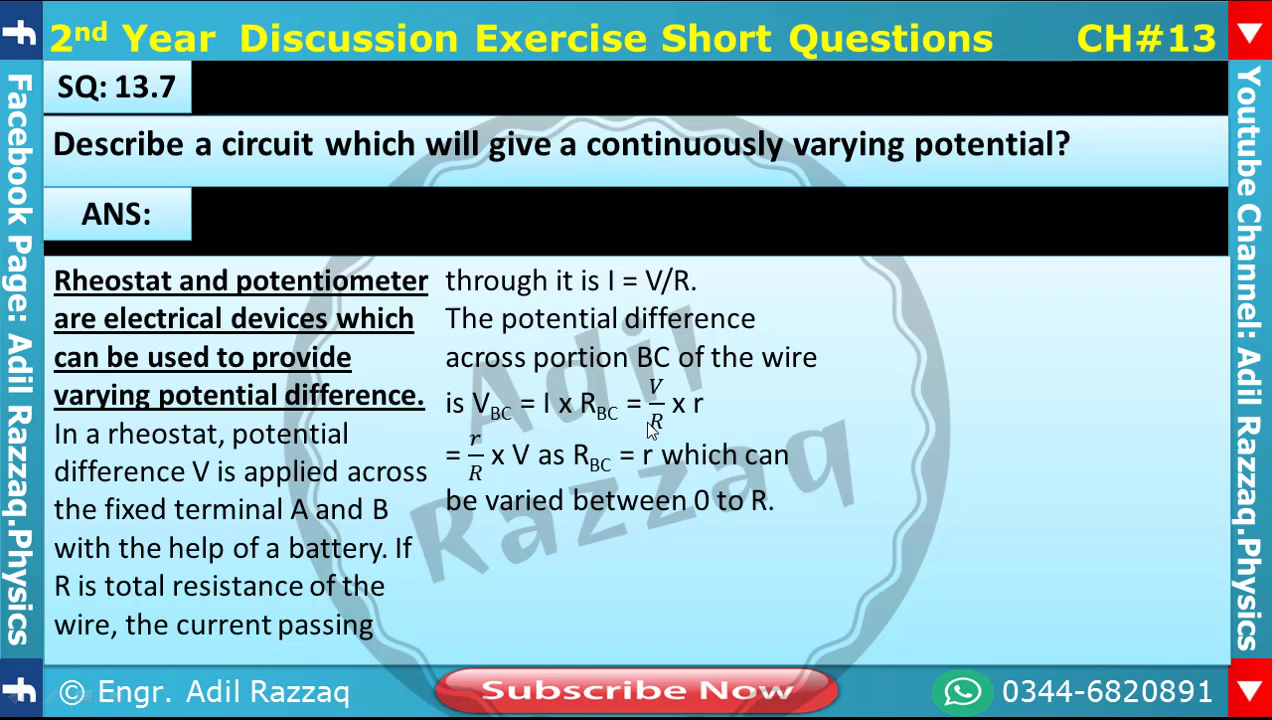 2nd Year Discussion Exercise Short Questions CH#13
SQ: 13.7
Describe a circuit which will give a continuously varying potential?
ANS:
Rheostat and potentiometer
are electrical devices which
can be used to provide
varying potential difference.
In a rheostat, potential
difference V is applied across
the fixed terminal A and B
with the help of a battery. If
R is total resistance of the
wire, the current passing
through it is I = V/R.
The potential difference
across portion BC of the wire
is VBC = I x RBC = V/R x r
= r/R x V as RBC = r which can
be varied between 0 to R.
Adil
Razzaq
Facebook Page: Adil Razzaq.Physics
Youtube Channel: Adil Razzaq.Physics
© Engr. Adil Razzaq
Subscribe Now
0344-6820891